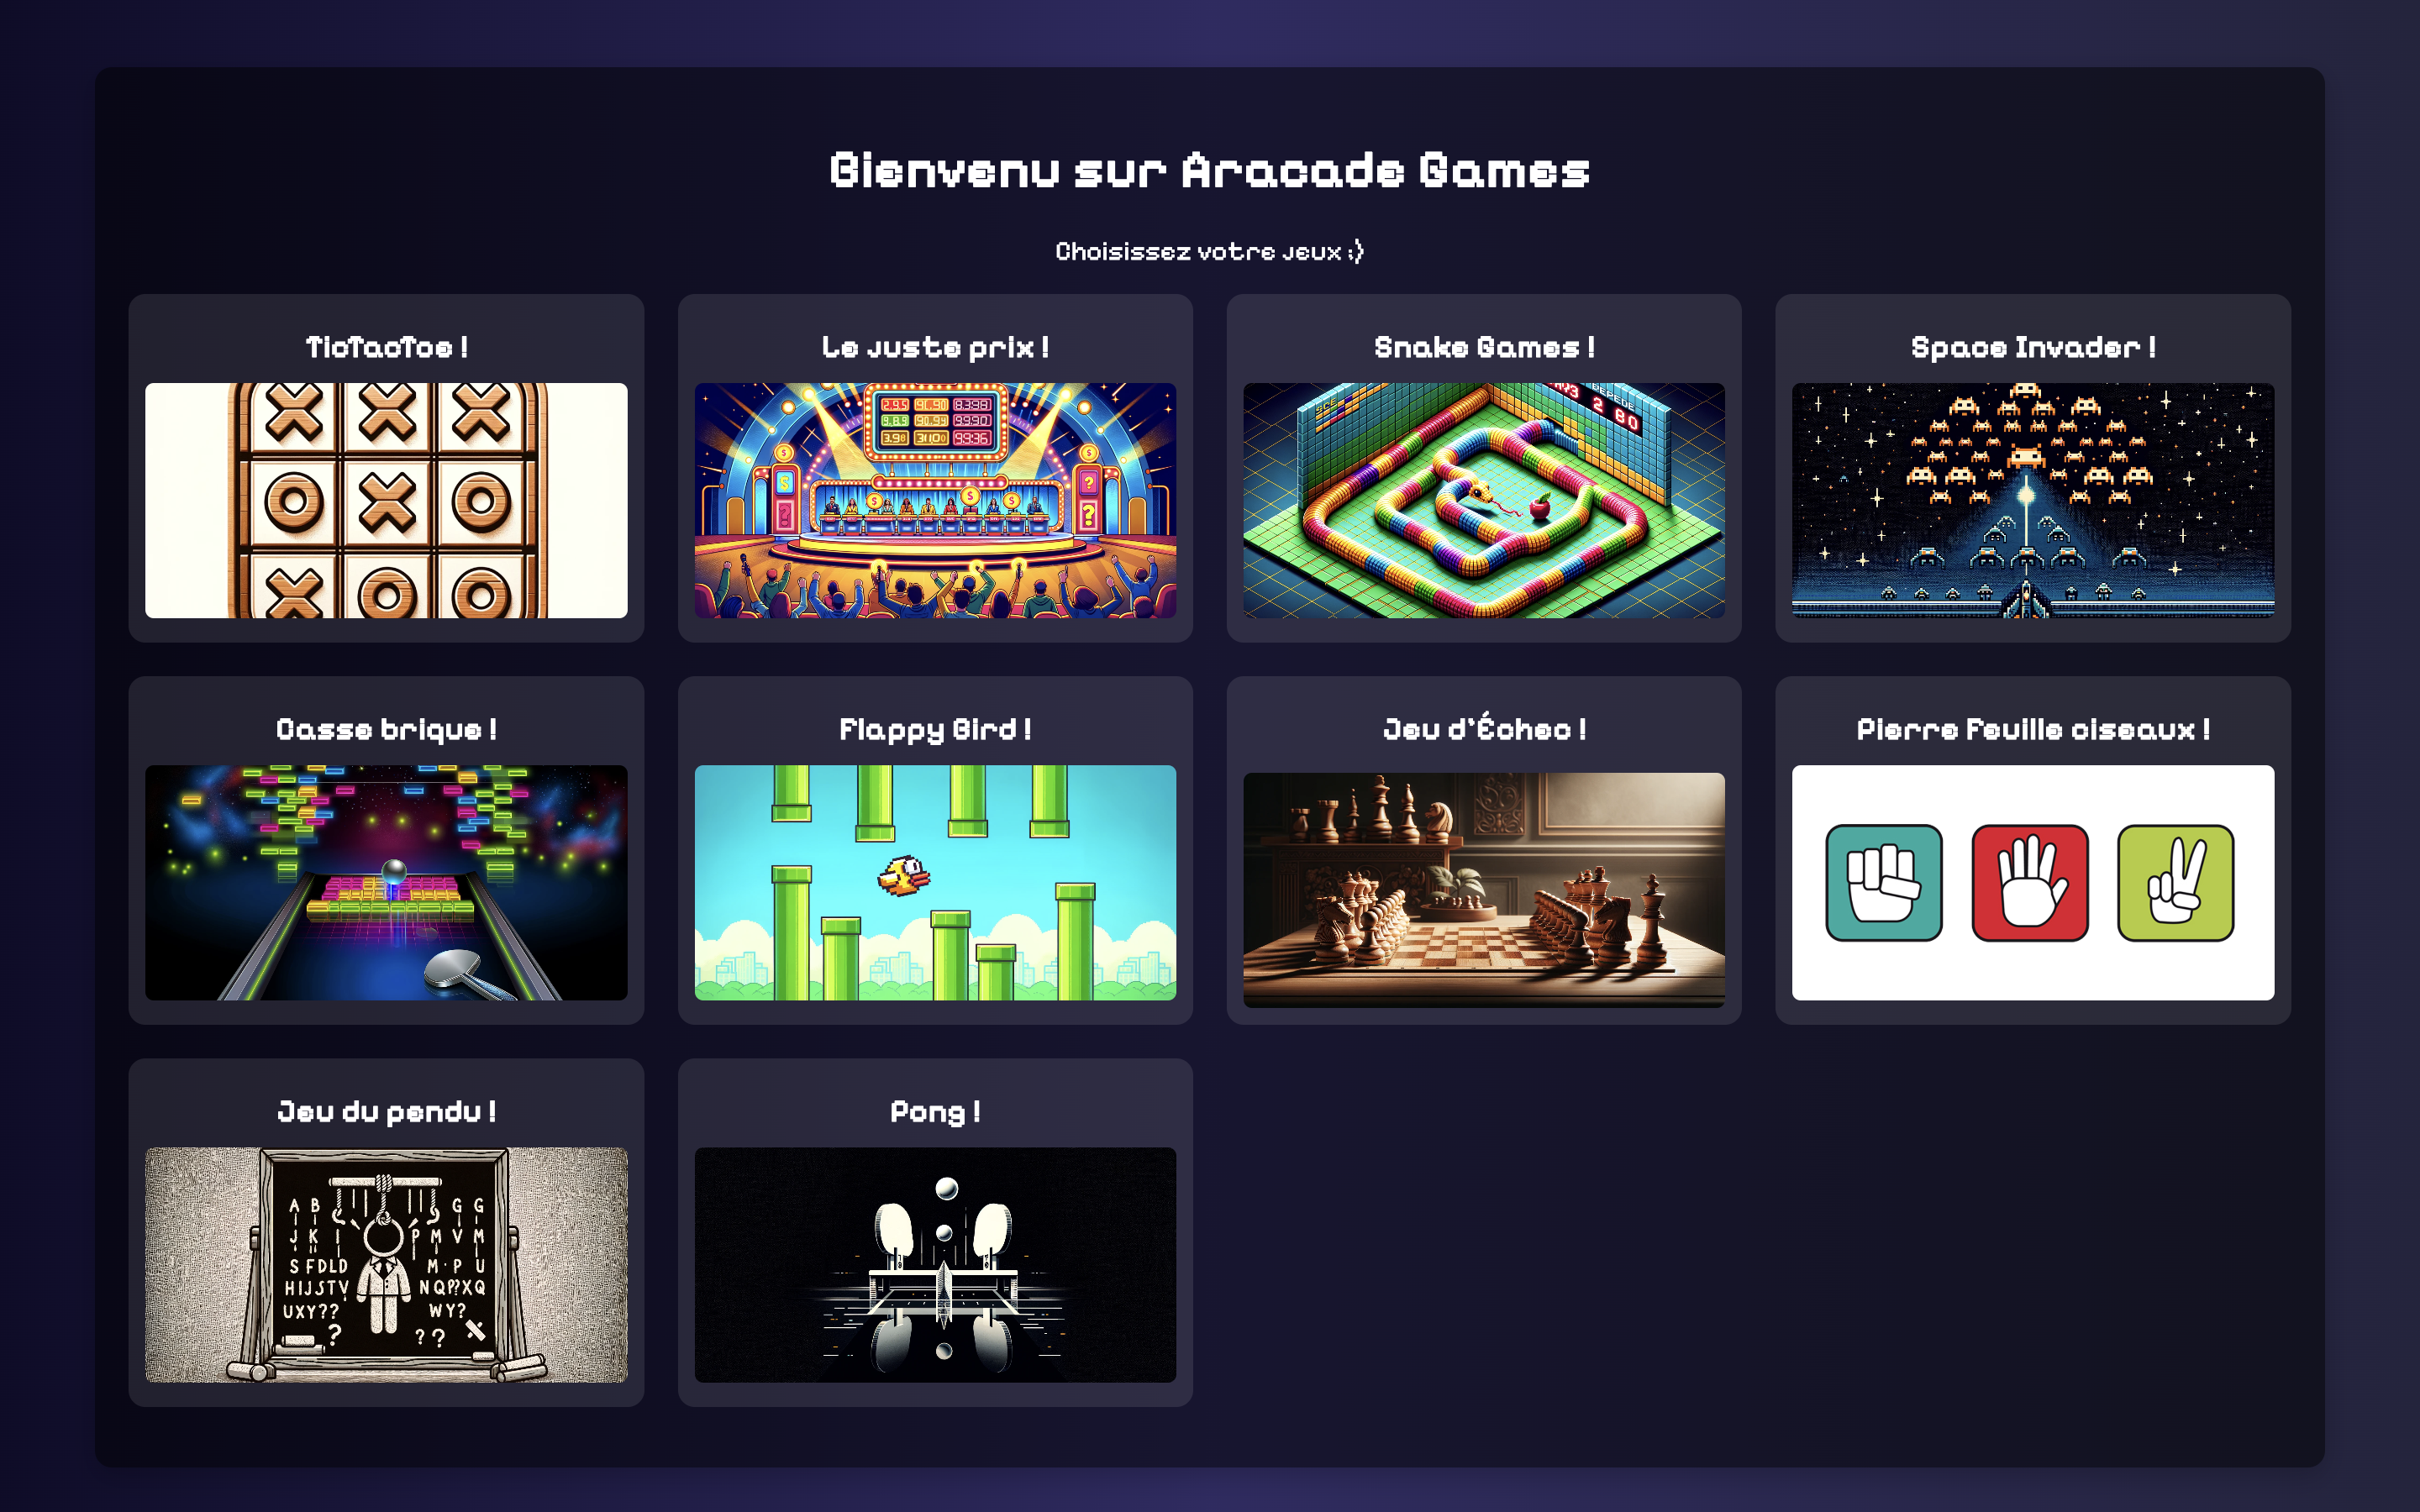 Bienvenu sur Aracade Games
Choisissez votre jeux ;)
TicTacToe !
Le juste prix !
Snake Games !
Space Invader !
Casse brique !
Flappy Bird !
Jeu d'Échec !
Pierre Feuille ciseaux !
Jeu du pendu !
A B G G
J K I P M V M
S F D L D M · P U
H I J S T V N Q P ? X Q
U X Y ? ? W Y ?
? ? ?
Pong !